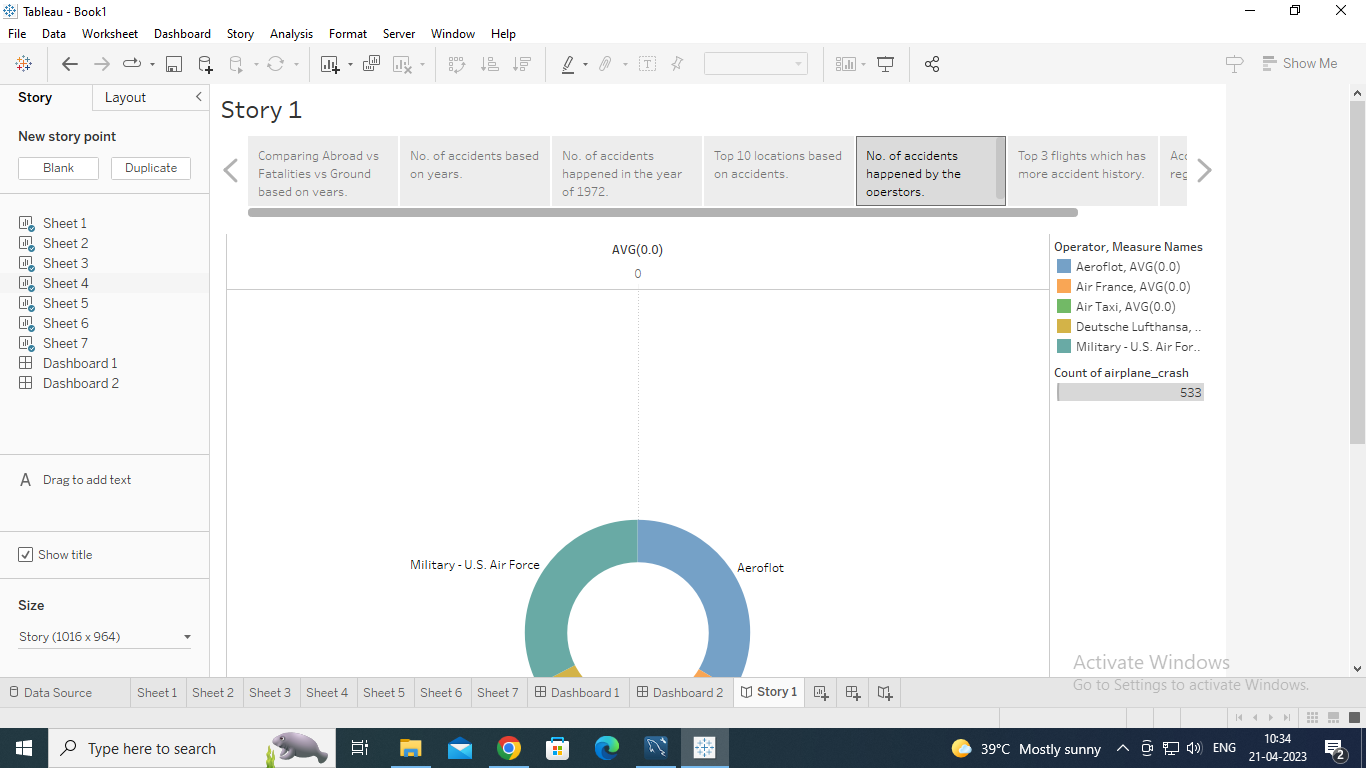 Tableau - Book1
File Data Worksheet Dashboard Story Analysis Format Server Window Help
Show Me
Story Layout
New story point
Blank Duplicate
Sheet 1
Sheet 2
Sheet 3
Sheet 4
Sheet 5
Sheet 6
Sheet 7
Dashboard 1
Dashboard 2
A Drag to add text
Show title
Size
Story (1016 x 964)
Story 1
Comparing Abroad vs
Fatalities vs Ground
based on years.
No. of accidents based
on years.
No. of accidents
happened in the year
of 1972.
Top 10 locations based
on accidents.
No. of accidents
happened by the
operstors.
Top 3 flights which has
more accident history.
Acc
reg
AVG(0.0)
0
Military - U.S. Air Force
Aeroflot
Operator, Measure Names
Aeroflot, AVG(0.0)
Air France, AVG(0.0)
Air Taxi, AVG(0.0)
Deutsche Lufthansa, ..
Military - U.S. Air For..
Count of airplane_crash
533
Activate Windows
Go to Settings to activate Windows.
Data Source Sheet 1 Sheet 2 Sheet 3 Sheet 4 Sheet 5 Sheet 6 Sheet 7 Dashboard 1 Dashboard 2 Story 1
Type here to search
39°C Mostly sunny
ENG
10:34
21-04-2023
2